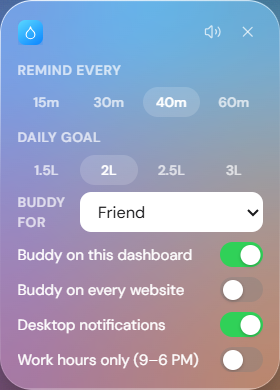 REMIND EVERY
15m 30m 40m 60m
DAILY GOAL
1.5L 2L 2.5L 3L
BUDDY
FOR
Friend
Buddy on this dashboard
Buddy on every website
Desktop notifications
Work hours only (9–6 PM)